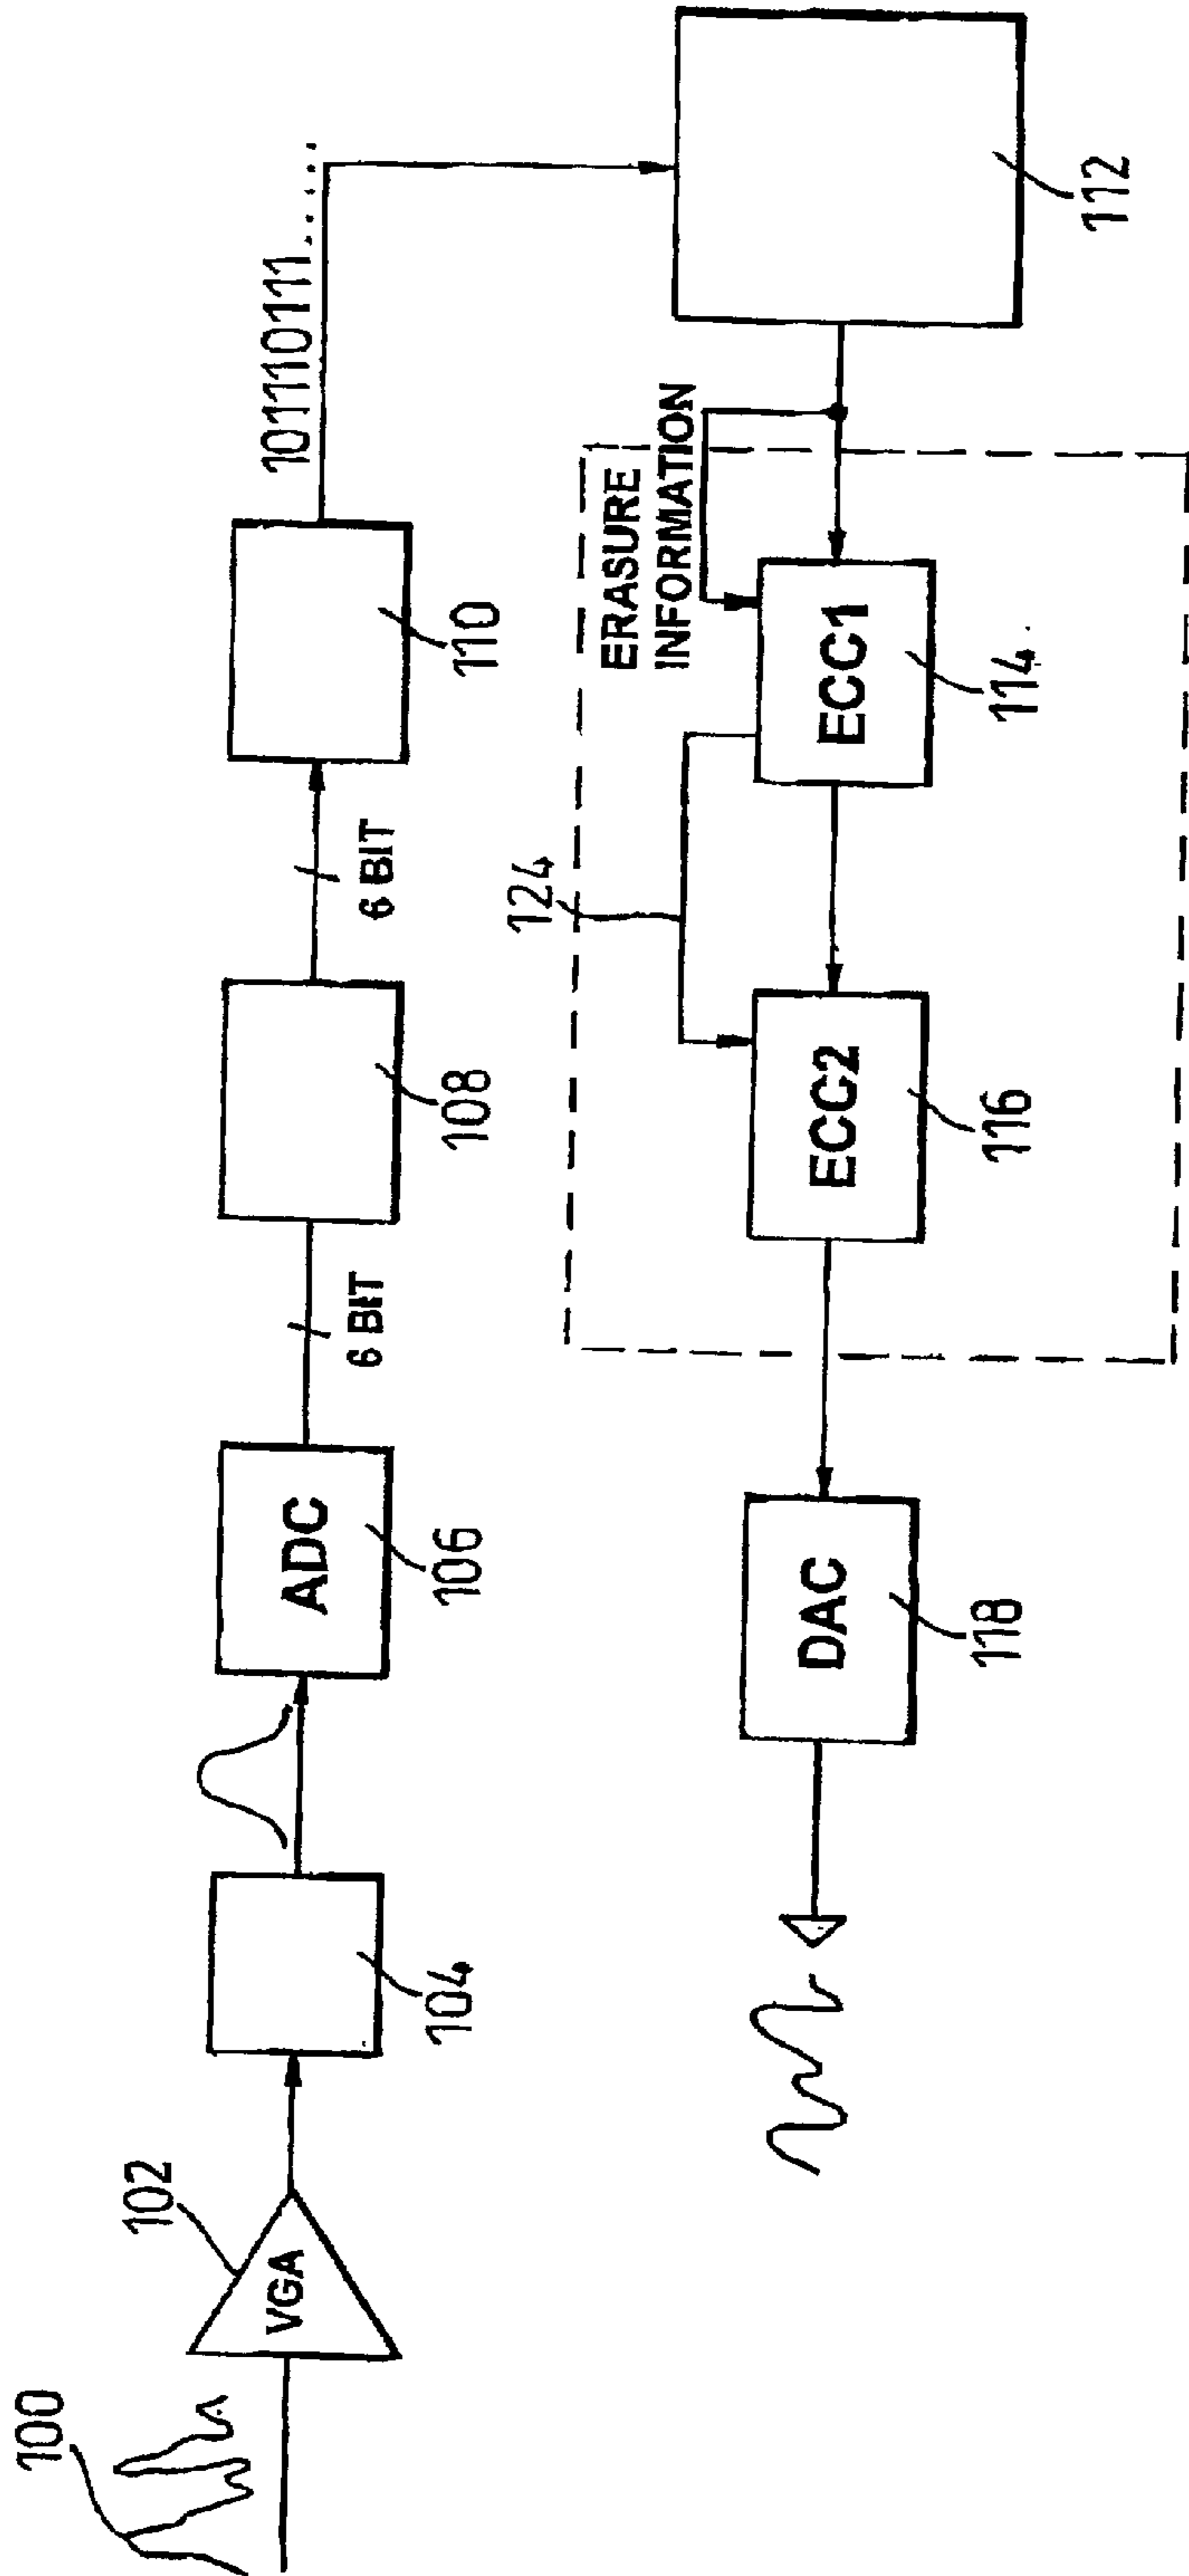 100
102
VGA
104
ADC
106
6 BIT
108
6 BIT
110
101110111.....
112
ERASURE
INFORMATION
ECC1
114
124
ECC2
116
DAC
118